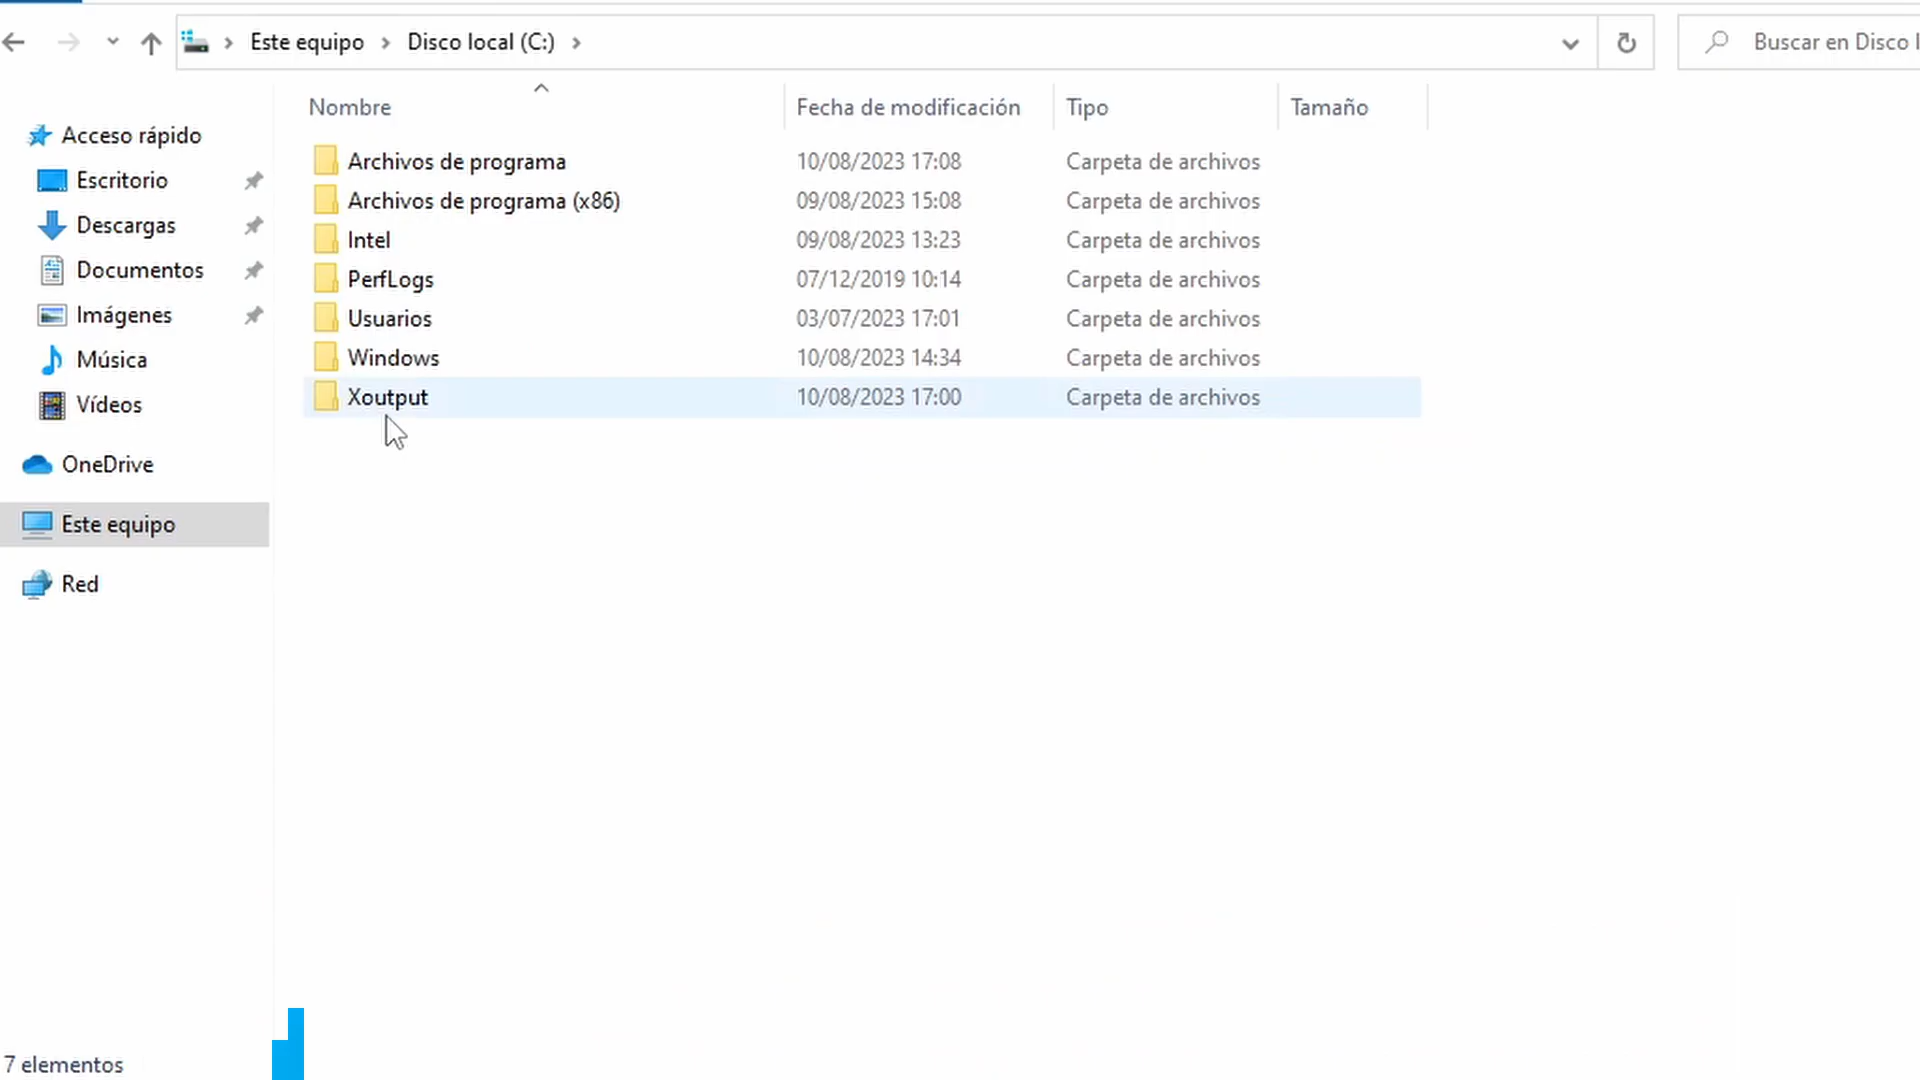 Este equipo > Disco local (C:) >
Buscar en Disco l
Nombre Fecha de modificación Tipo Tamaño
Acceso rápido
Escritorio
Descargas
Documentos
Imágenes
Música
Vídeos
OneDrive
Este equipo
Red
Archivos de programa 10/08/2023 17:08 Carpeta de archivos
Archivos de programa (x86) 09/08/2023 15:08 Carpeta de archivos
Intel 09/08/2023 13:23 Carpeta de archivos
PerfLogs 07/12/2019 10:14 Carpeta de archivos
Usuarios 03/07/2023 17:01 Carpeta de archivos
Windows 10/08/2023 14:34 Carpeta de archivos
Xoutput 10/08/2023 17:00 Carpeta de archivos
7 elementos